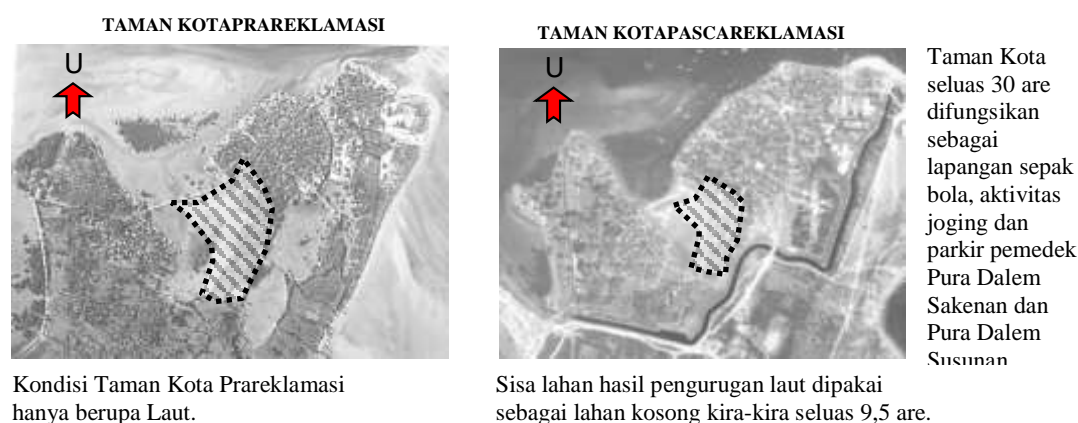 TAMAN KOTAPRAREKLAMASI
U
Kondisi Taman Kota Prareklamasi
hanya berupa Laut.
TAMAN KOTAPASCAREKLAMASI
U
Sisa lahan hasil pengurugan laut dipakai
sebagai lahan kosong kira-kira seluas 9,5 are.
Taman Kota
seluas 30 are
difungsikan
sebagai
lapangan sepak
bola, aktivitas
joging dan
parkir pemedek
Pura Dalem
Sakenan dan
Pura Dalem
Susunan